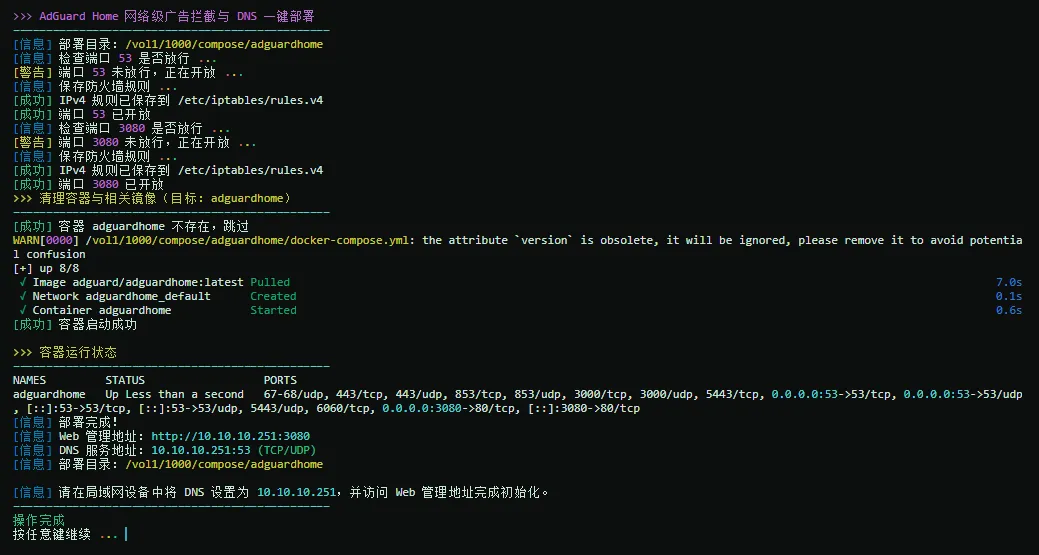 >>> AdGuard Home 网络级广告拦截与 DNS 一键部署
------------------------------------------------
[信息] 部署目录: /vol1/1000/compose/adguardhome
[信息] 检查端口 53 是否放行 ...
[警告] 端口 53 未放行，正在开放 ...
[信息] 保存防火墙规则 ...
[成功] IPv4 规则已保存到 /etc/iptables/rules.v4
[成功] 端口 53 已开放
[信息] 检查端口 3080 是否放行 ...
[警告] 端口 3080 未放行，正在开放 ...
[信息] 保存防火墙规则 ...
[成功] IPv4 规则已保存到 /etc/iptables/rules.v4
[成功] 端口 3080 已开放
>>> 清理容器与相关镜像（目标: adguardhome）
------------------------------------------------
[成功] 容器 adguardhome 不存在，跳过
WARN[0000] /vol1/1000/compose/adguardhome/docker-compose.yml: the attribute `version` is obsolete, it will be ignored, please remove it to avoid potentia
l confusion
[+] up 8/8
✓ Image adguard/adguardhome:latest Pulled 7.0s
✓ Network adguardhome_default Created 0.1s
✓ Container adguardhome Started 0.6s
[成功] 容器启动成功
>>> 容器运行状态
------------------------------------------------
NAMES STATUS PORTS
adguardhome Up Less than a second 67-68/udp, 443/tcp, 443/udp, 853/tcp, 853/udp, 3000/tcp, 3000/udp, 5443/tcp, 0.0.0.0:53->53/tcp, 0.0.0.0:53->53/udp
, [::]:53->53/tcp, [::]:53->53/udp, 5443/udp, 6060/tcp, 0.0.0.0:3080->80/tcp, [::]:3080->80/tcp
[信息] 部署完成!
[信息] Web 管理地址: http://10.10.10.251:3080
[信息] DNS 服务地址: 10.10.10.251:53 (TCP/UDP)
[信息] 部署目录: /vol1/1000/compose/adguardhome
[信息] 请在局域网设备中将 DNS 设置为 10.10.10.251，并访问 Web 管理地址完成初始化。
------------------------------------------------
操作完成
按任意键继续 ...